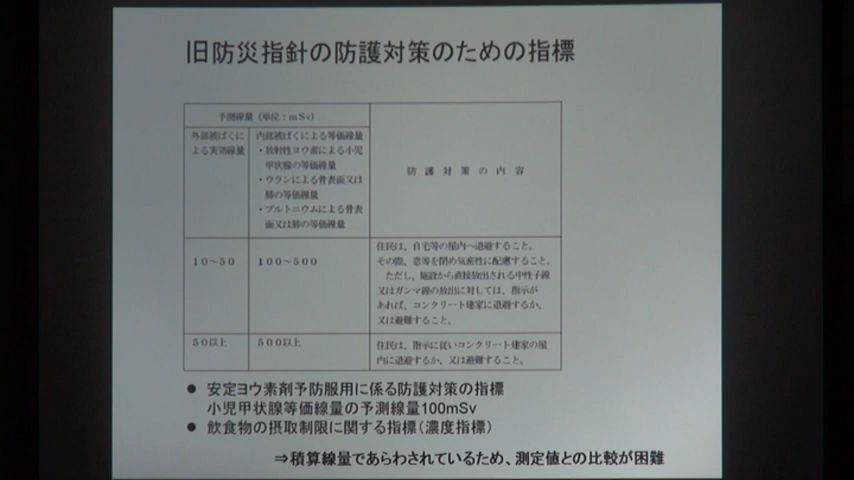 旧防災指針の防護対策のための指標
予測線量（単位：mSv）
外部被ばくに
よる実効線量
内部被ばくによる等価線量
・放射性ヨウ素による小児
甲状腺の等価線量
・ウランによる骨表面又は
肺の等価線量
・プルトニウムによる骨表
面又は肺の等価線量
防護対策の内容
10～50
100～500
住民は、自宅等の屋内へ退避すること。
その際、窓等を閉め気密性に配慮すること。
ただし、施設から直接放出される中性子線
又はガンマ線の放出に対しては、指示が
あれば、コンクリート建家に退避するか、
又は避難すること。
50以上
500以上
住民は、指示に従いコンクリート建家の屋
内に退避するか、又は避難すること。
● 安定ヨウ素剤予防服用に係る防護対策の指標
小児甲状腺等価線量の予測線量100mSv
● 飲食物の摂取制限に関する指標（濃度指標）
⇒積算線量であらわされているため、測定値との比較が困難